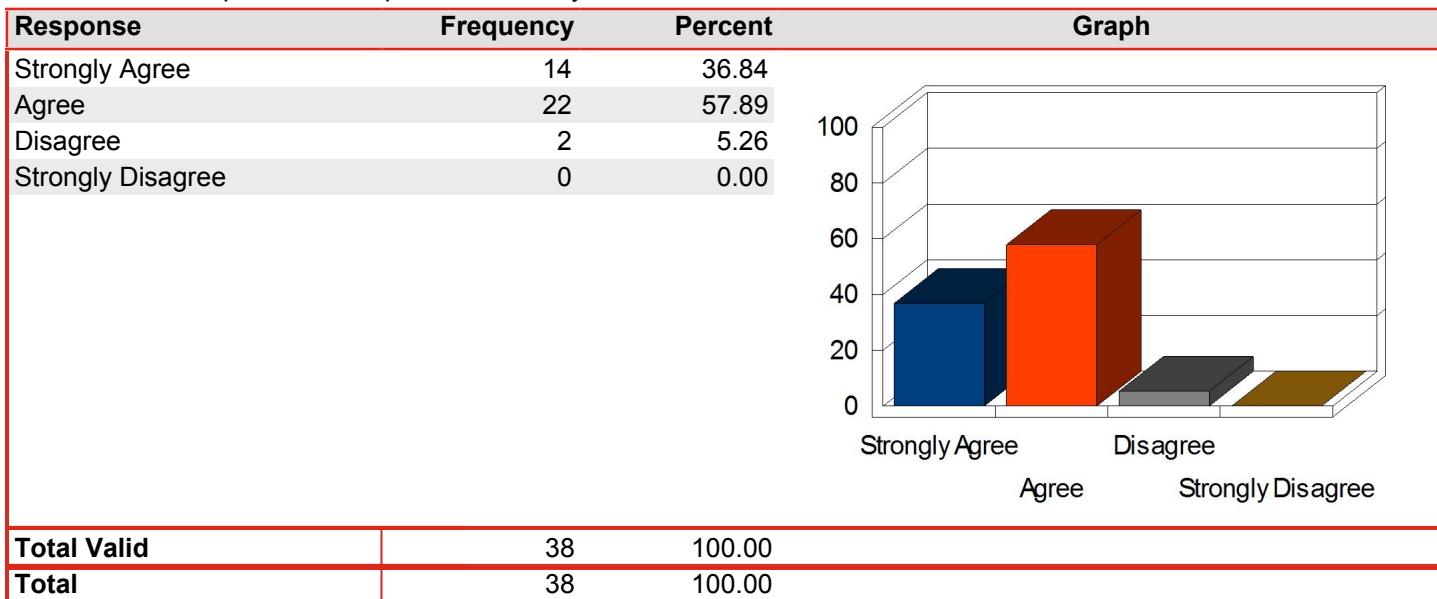 Response Frequency Percent Graph
Strongly Agree 14 36.84
Agree 22 57.89
Disagree 2 5.26
Strongly Disagree 0 0.00
100
80
60
40
20
0
Strongly Agree Disagree
Agree Strongly Disagree
Total Valid 38 100.00
Total 38 100.00